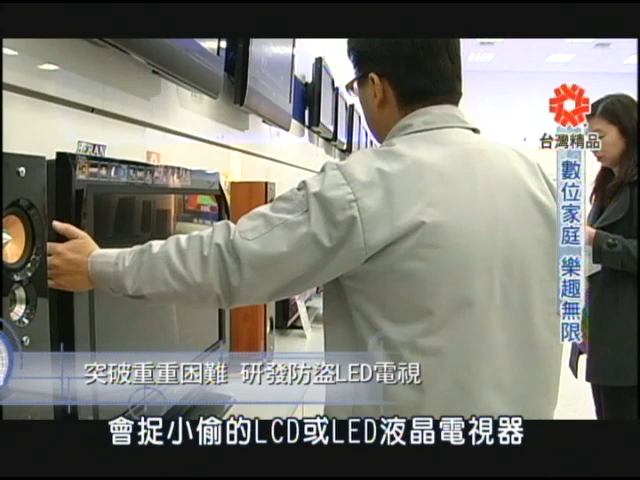 HERAN
台灣精品
數位家庭 樂趣無限
突破重重困難 研發防盜LED電視
會捉小偷的LCD或LED液晶電視器